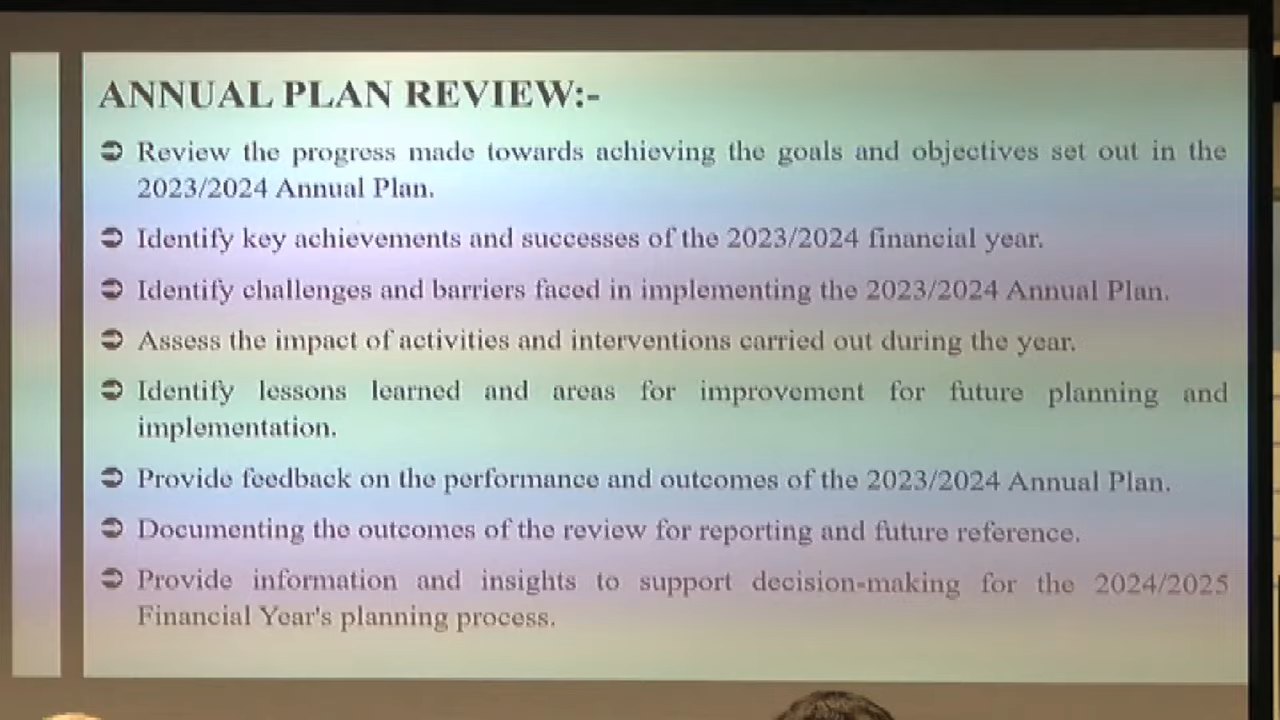 ANNUAL PLAN REVIEW:-
➲ Review the progress made towards achieving the goals and objectives set out in the
2023/2024 Annual Plan.
➲ Identify key achievements and successes of the 2023/2024 financial year.
➲ Identify challenges and barriers faced in implementing the 2023/2024 Annual Plan.
➲ Assess the impact of activities and interventions carried out during the year.
➲ Identify lessons learned and areas for improvement for future planning and
implementation.
➲ Provide feedback on the performance and outcomes of the 2023/2024 Annual Plan.
➲ Documenting the outcomes of the review for reporting and future reference.
➲ Provide information and insights to support decision-making for the 2024/2025
Financial Year's planning process.